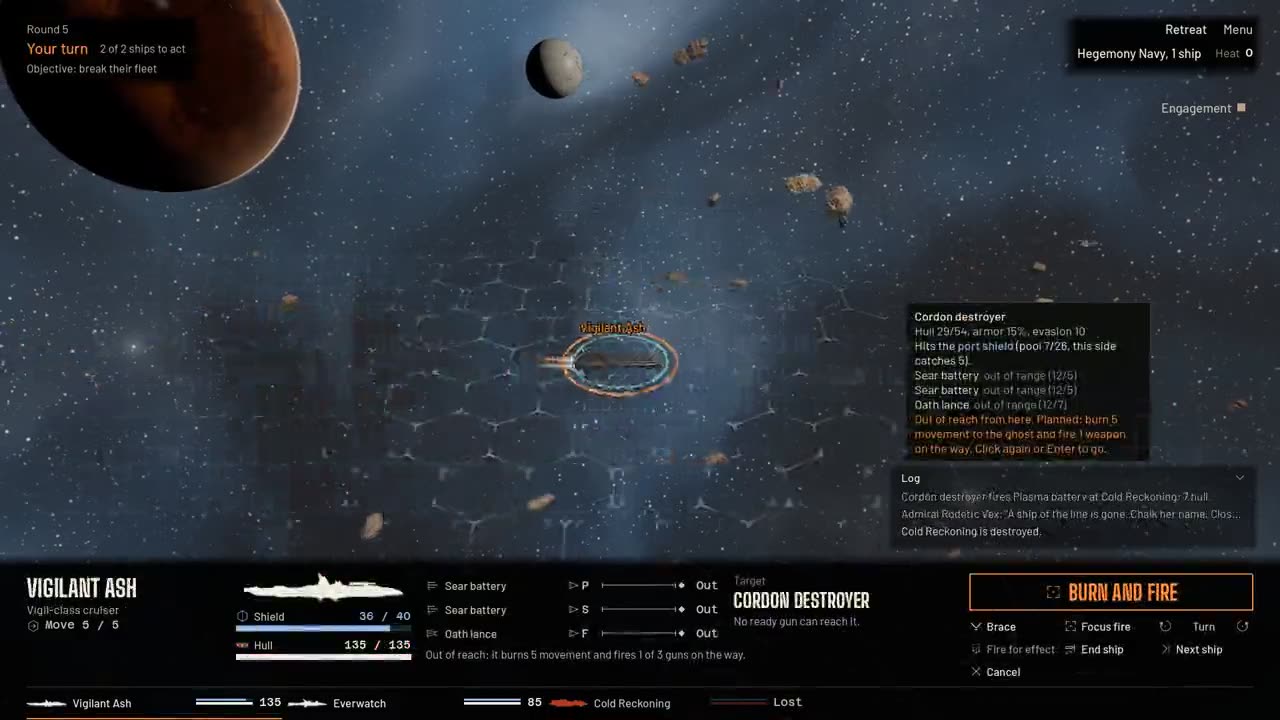 Round 5
Your turn 2 of 2 ships to act
Objective: break their fleet
Retreat Menu
Hegemony Navy, 1 ship Heat 0
Engagement
Vigilant Ash
Cordon destroyer
Hull 29/54, armor 15%, evasion 10
Hits the port shield (pool 7/26, this side
catches 5).
Sear battery out of range (12/5)
Sear battery out of range (12/5)
Oath lance out of range (12/7)
Out of reach from here. Planned: burn 5
movement to the ghost and fire 1 weapon
on the way. Click again or Enter to go.
Log
Cordon destroyer fires Plasma battery at Cold Reckoning: 7 hull.
Admiral Rodetic Vex: "A ship of the line is gone. Chalk her name. Clos...
Cold Reckoning is destroyed.
VIGILANT ASH
Vigil-class cruiser
Move 5 / 5
Shield 36 / 40
Hull 135 / 135
Sear battery P Out
Sear battery S Out
Oath lance F Out
Out of reach: it burns 5 movement and fires 1 of 3 guns on the way.
Target
CORDON DESTROYER
No ready gun can reach it.
BURN AND FIRE
Brace Focus fire Turn
Fire for effect End ship Next ship
Cancel
Vigilant Ash 135 Everwatch 85 Cold Reckoning Lost